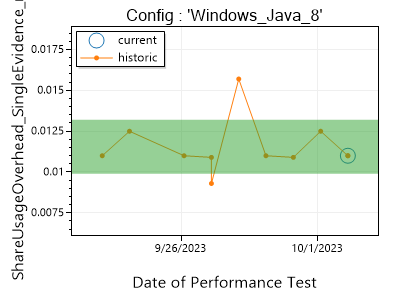 Config : 'Windows_Java_8'
ShareUsageOverhead_SingleEvidence_
0.0175
0.015
0.0125
0.01
0.0075
current
historic
9/26/2023
10/1/2023
Date of Performance Test